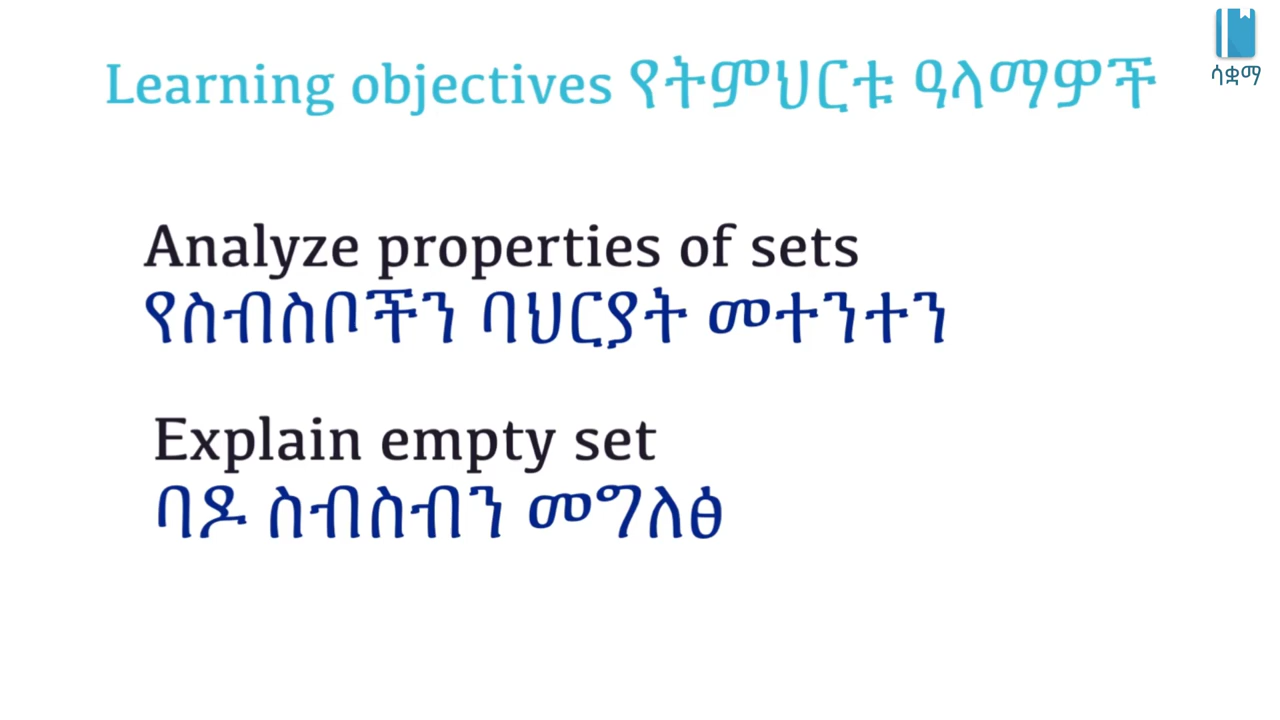 Learning objectives የትምህርቱ ዓላማዎች
ሳቋማ
Analyze properties of sets
የስብስቦችን ባህርያት መተንተን
Explain empty set
ባዶ ስብስብን መግለፅ